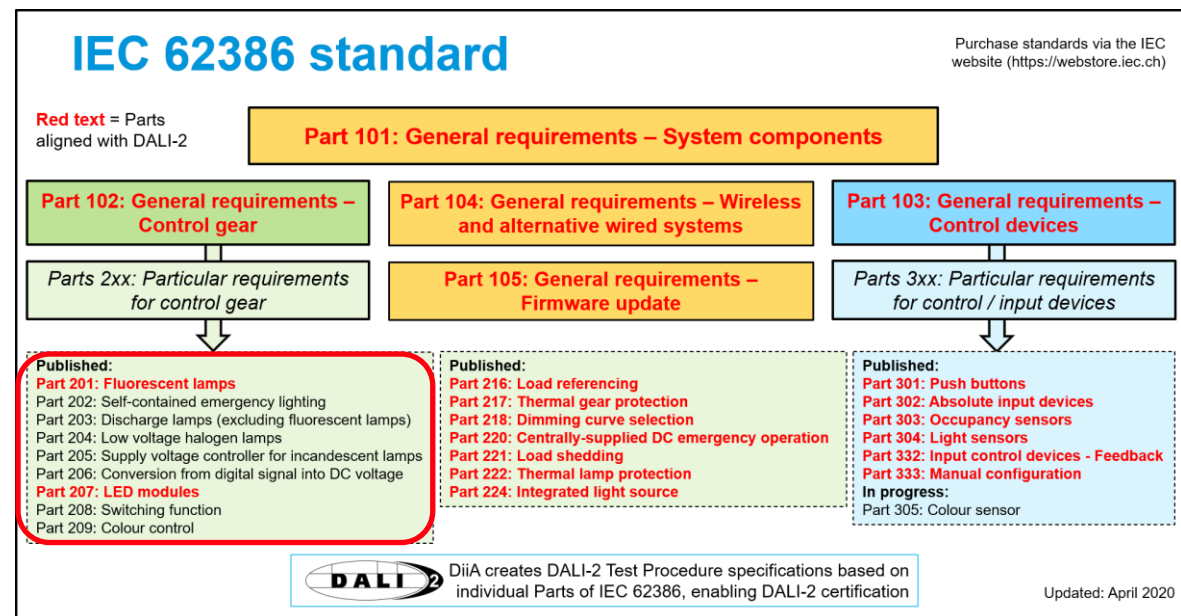 IEC 62386 standard
Purchase standards via the IEC
website (https://webstore.iec.ch)
Red text = Parts
aligned with DALI-2
Part 101: General requirements – System components
Part 102: General requirements –
Control gear
Part 104: General requirements – Wireless
and alternative wired systems
Part 103: General requirements –
Control devices
Parts 2xx: Particular requirements
for control gear
Part 105: General requirements –
Firmware update
Parts 3xx: Particular requirements
for control / input devices
Published:
Part 201: Fluorescent lamps
Part 202: Self-contained emergency lighting
Part 203: Discharge lamps (excluding fluorescent lamps)
Part 204: Low voltage halogen lamps
Part 205: Supply voltage controller for incandescent lamps
Part 206: Conversion from digital signal into DC voltage
Part 207: LED modules
Part 208: Switching function
Part 209: Colour control
Published:
Part 216: Load referencing
Part 217: Thermal gear protection
Part 218: Dimming curve selection
Part 220: Centrally-supplied DC emergency operation
Part 221: Load shedding
Part 222: Thermal lamp protection
Part 224: Integrated light source
Published:
Part 301: Push buttons
Part 302: Absolute input devices
Part 303: Occupancy sensors
Part 304: Light sensors
Part 332: Input control devices - Feedback
Part 333: Manual configuration
In progress:
Part 305: Colour sensor
DALI 2
DiiA creates DALI-2 Test Procedure specifications based on
individual Parts of IEC 62386, enabling DALI-2 certification
Updated: April 2020